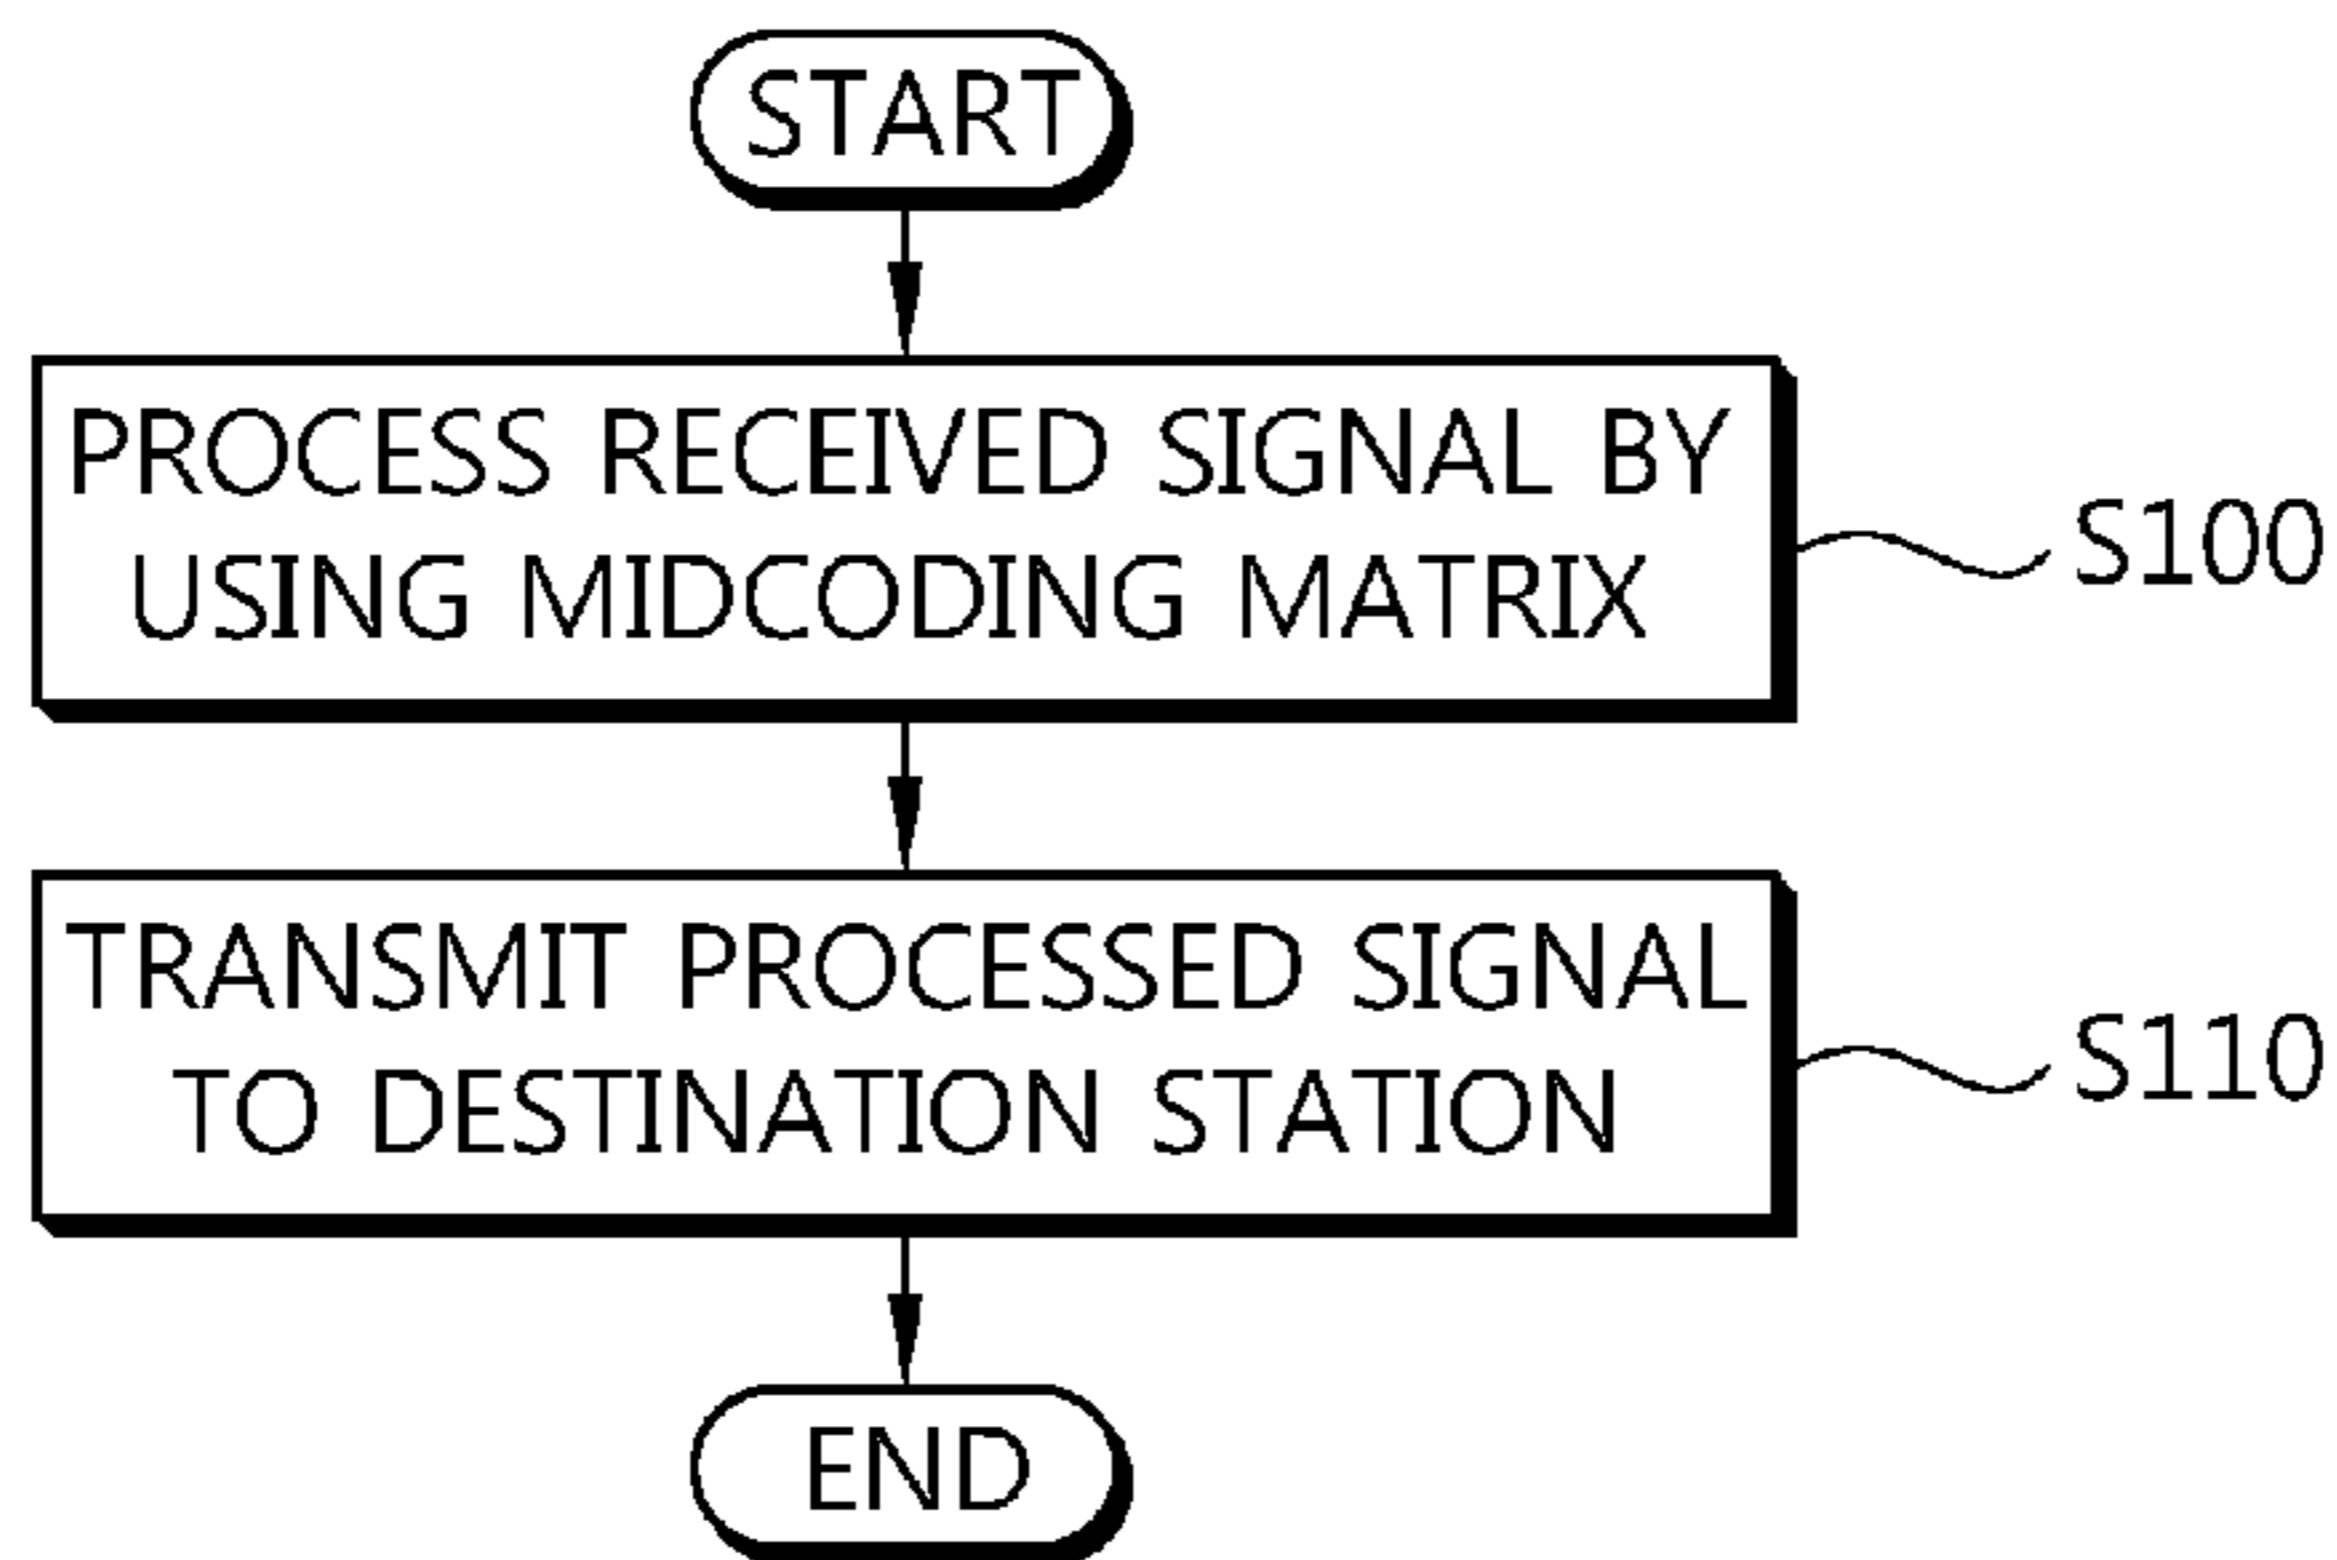 START
PROCESS RECEIVED SIGNAL BY
USING MIDCODING MATRIX
S100
TRANSMIT PROCESSED SIGNAL
TO DESTINATION STATION
S110
END